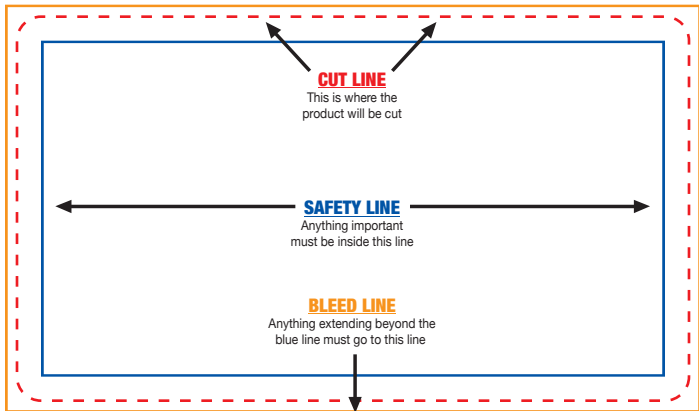 CUT LINE
This is where the
product will be cut
SAFETY LINE
Anything important
must be inside this line
BLEED LINE
Anything extending beyond the
blue line must go to this line